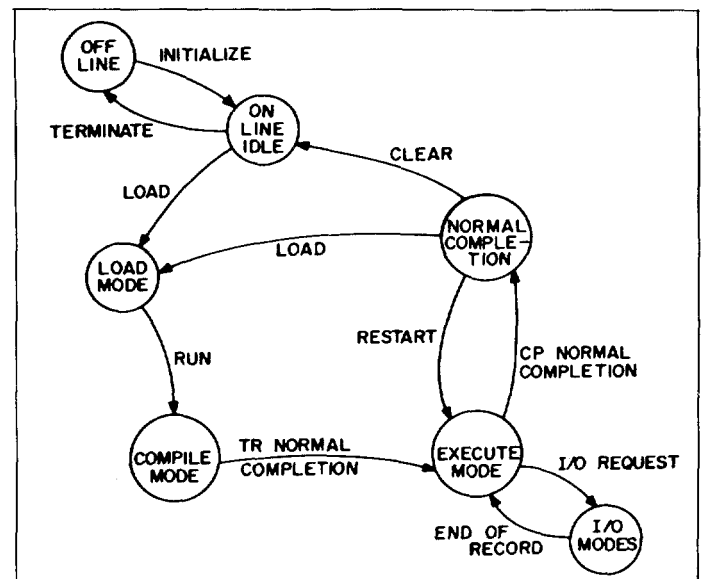 OFF
LINE
INITIALIZE
ON
LINE
IDLE
TERMINATE
CLEAR
LOAD
NORMAL
COMPLE-
TION
LOAD
LOAD
MODE
RESTART
RUN
CP NORMAL
COMPLETION
COMPILE
MODE
TR NORMAL
COMPLETION
EXECUTE
MODE
I/O REQUEST
END OF
RECORD
I/O
MODES